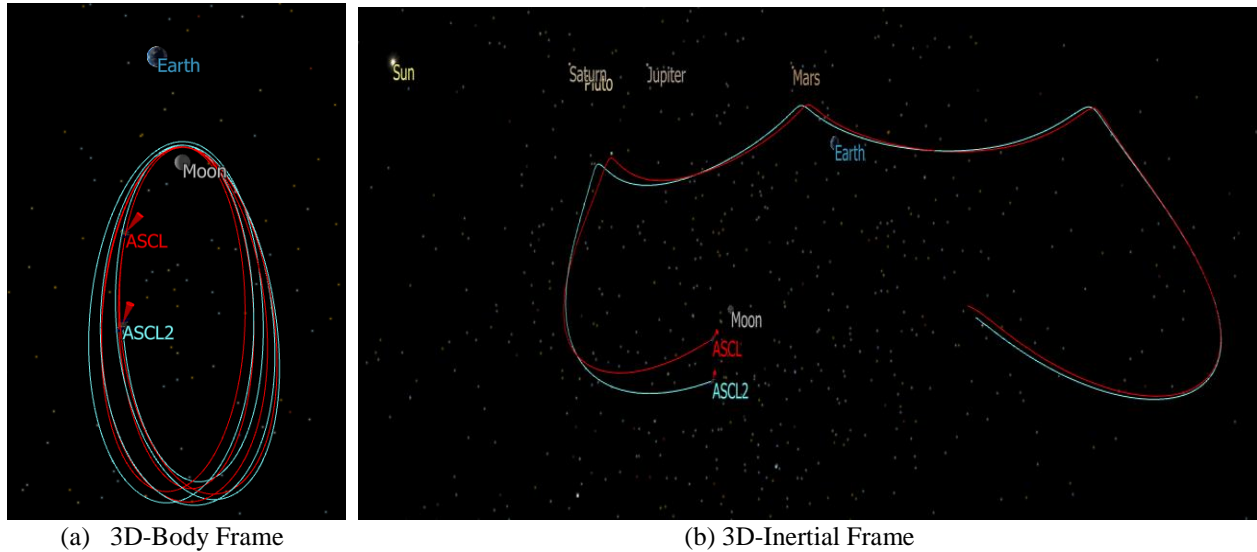 Earth
Moon
ASCL
ASCL2
(a) 3D-Body Frame
Sun
Saturn
Pluto
Jupiter
Mars
Earth
Moon
ASCL
ASCL2
(b) 3D-Inertial Frame